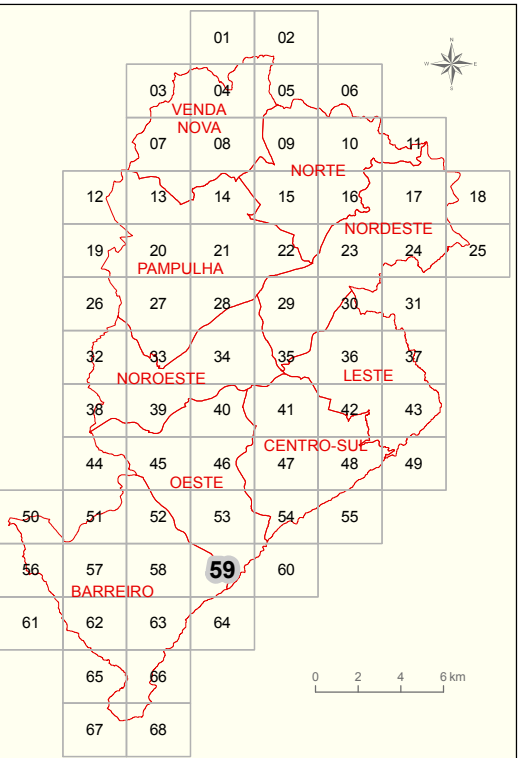 01 02
N
W E
S
03 04 05 06
VENDA
NOVA
07 08 09 10 11
NORTE
12 13 14 15 16 17 18
NORDESTE
19 20 21 22 23 24 25
PAMPULHA
26 27 28 29 30 31
32 33 34 35 36 37
NOROESTE LESTE
38 39 40 41 42 43
CENTRO-SUL
44 45 46 47 48 49
OESTE
50 51 52 53 54 55
56 57 58 59 60
BARREIRO
61 62 63 64
65 66
0 2 4 6 km
67 68